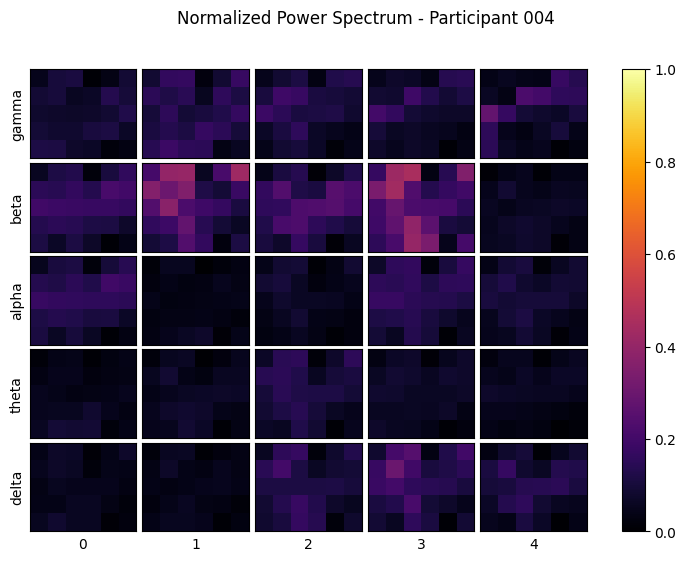 Normalized Power Spectrum - Participant 004
gamma
beta
alpha
theta
delta
0
1
2
3
4
1.0
0.8
0.6
0.4
0.2
0.0